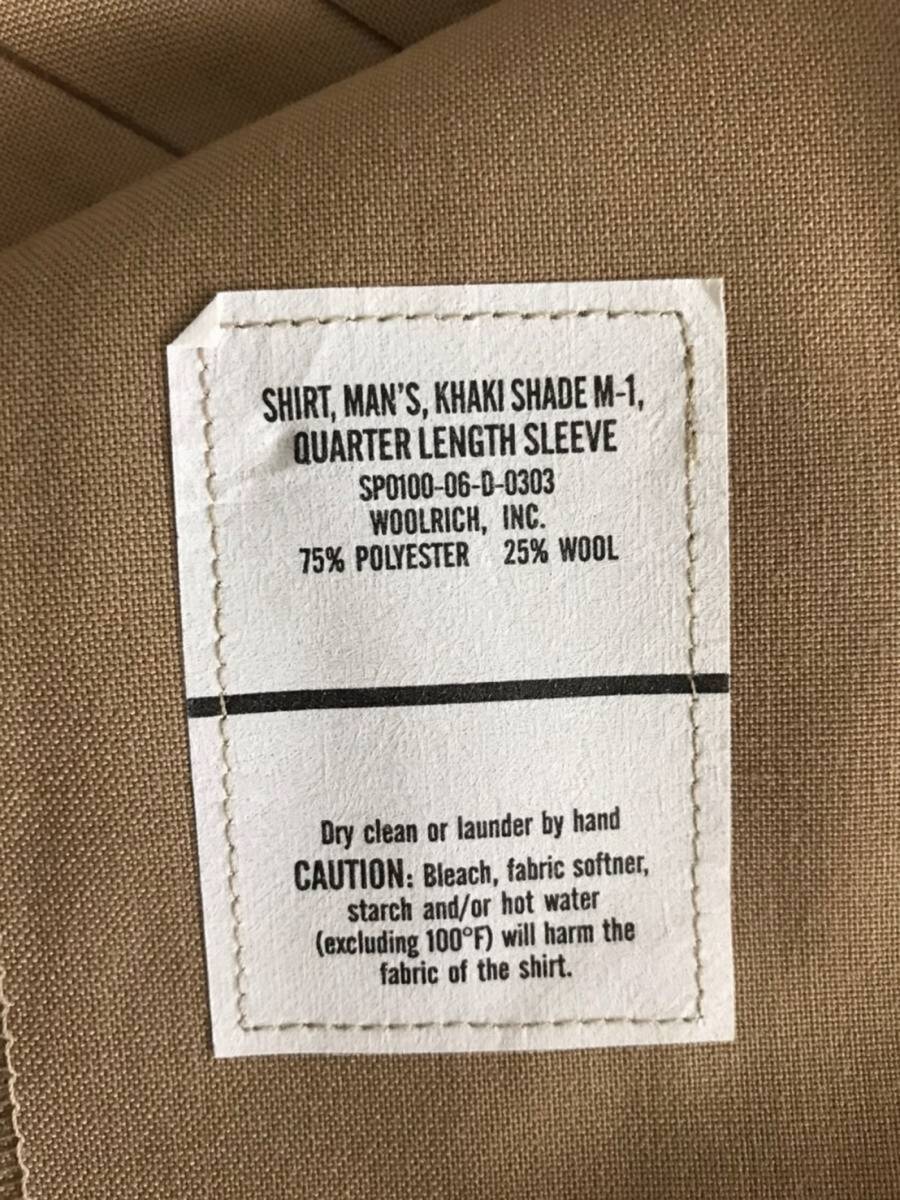 SHIRT, MAN'S, KHAKI SHADE M-1,
QUARTER LENGTH SLEEVE
SPO100-06-D-0303
WOOLRICH, INC.
75% POLYESTER 25% WOOL
Dry clean or launder by hand
CAUTION: Bleach, fabric softner,
starch and/or hot water
(excluding 100°F) will harm the
fabric of the shirt.